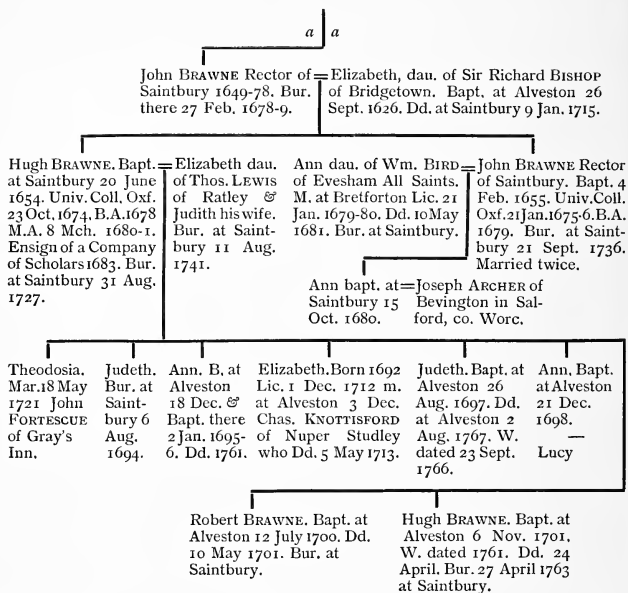 a a
John BRAWNE Rector of = Elizabeth, dau. of Sir Richard BISHOP
Saintbury 1649-78. Bur. of Bridgetown. Bapt. at Alveston 26
there 27 Feb. 1678-9. Sept. 1626. Dd. at Saintbury 9 Jan. 1715.
Hugh BRAWNE. Bapt. = Elizabeth dau.
at Saintbury 20 June of Thos. LEWIS
1654. Univ. Coll. Oxf. of Ratley &
23 Oct, 1674. B.A. 1678 Judith his wife.
M.A. 8 Mch. 1680-1. Bur. at Saint-
Ensign of a Company bury 11 Aug.
of Scholars 1683. Bur. 1741.
at Saintbury 31 Aug.
1727.
Ann dau. of Wm. BIRD = John BRAWNE Rector
of Evesham All Saints. of Saintbury. Bapt. 4
M. at Bretforton Lic. 21 Feb. 1655. Univ. Coll.
Jan. 1679-80. Dd. 10 May Oxf. 21 Jan. 1675-6. B.A.
1681. Bur. at Saintbury. 1679. Bur. at Saint-
bury 21 Sept. 1736.
Married twice.
Ann bapt. at = Joseph ARCHER of
Saintbury 15 Bevington in Sal-
Oct. 1680. ford, co. Worc.
Theodosia.
Mar. 18 May
1721 John
FORTESCUE
of Gray's
Inn.
Judeth.
Bur. at
Saint-
bury 6
Aug.
1694.
Ann. B. at
Alveston
18 Dec. &
Bapt. there
2 Jan. 1695-
6. Dd. 1761.
Elizabeth. Born 1692
Lic. 1 Dec. 1712 m.
at Alveston 3 Dec.
Chas. KNOTTISFORD
of Nuper Studley
who Dd. 5 May 1713.
Judeth. Bapt. at
Alveston 26
Aug. 1697. Dd.
at Alveston 2
Aug. 1767. W.
dated 23 Sept.
1766.
Ann, Bapt.
at Alveston
21 Dec.
1698.
—
Lucy
Robert BRAWNE. Bapt. at
Alveston 12 July 1700. Dd.
10 May 1701. Bur. at
Saintbury.
Hugh BRAWNE. Bapt. at
Alveston 6 Nov. 1701.
W. dated 1761. Dd. 24
April. Bur. 27 April 1763
at Saintbury.